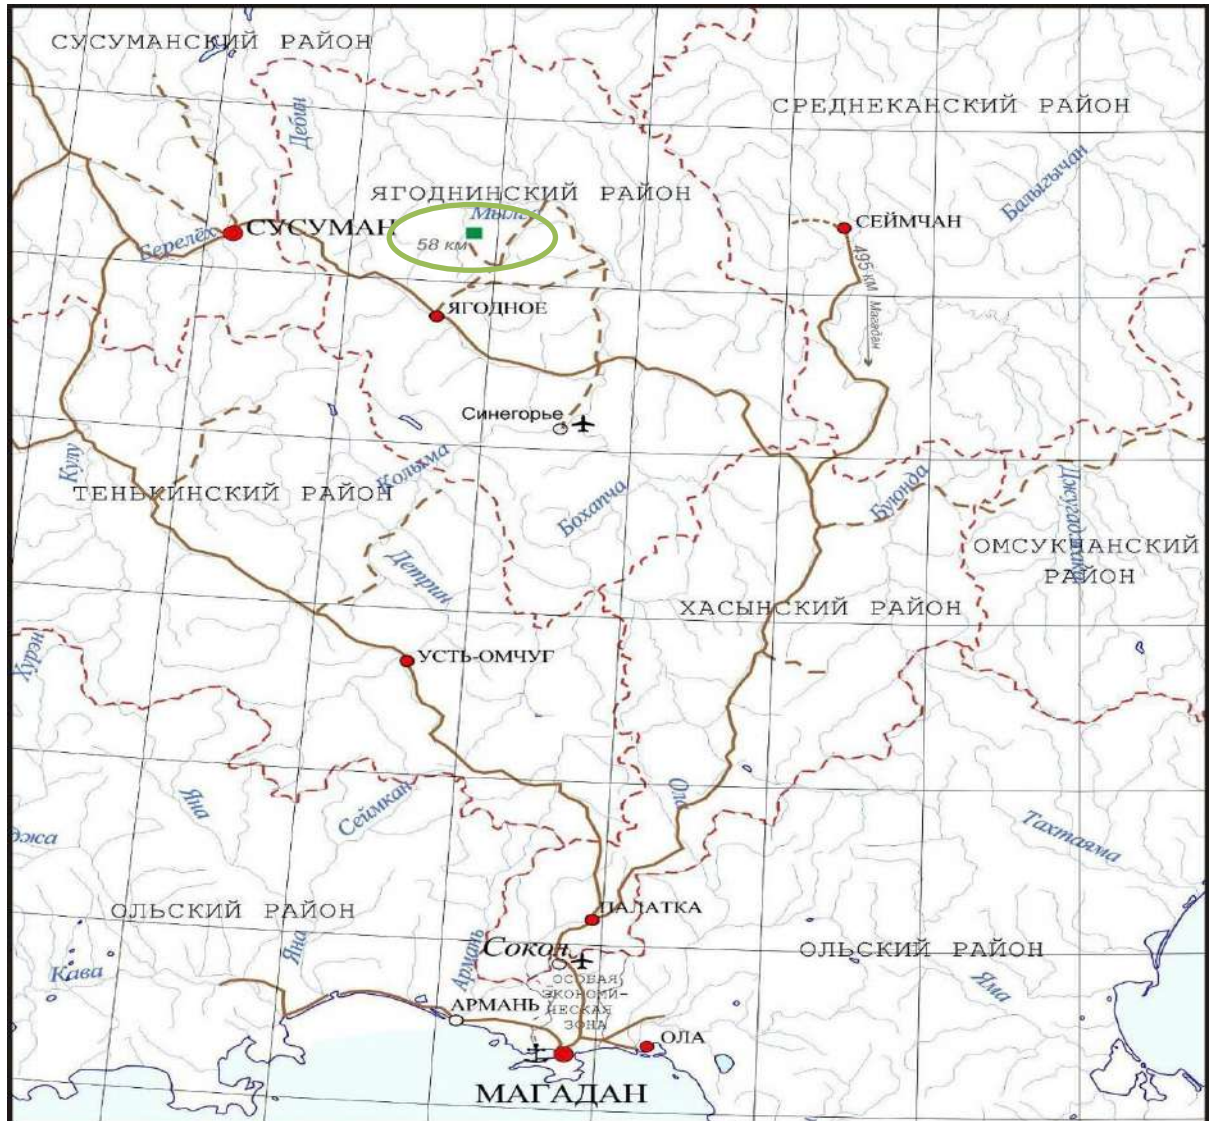 СУСУМАНСКИЙ РАЙОН
СРЕДНЕКАНСКИЙ РАЙОН
Дебин
Балыгычан
ЯГОДНИНСКИЙ РАЙОН
СУСУМАН
СЕЙМЧАН
Берелёх
58 км
495 км
Магадан
ЯГОДНОЕ
Синегорье
Кулу
Колыма
ТЕНЬКИНСКИЙ РАЙОН
Бохапча
Буюнда
Детрин
ОМСУКЧАНСКИЙ
РАЙОН
ХАСЫНСКИЙ РАЙОН
Хурэн
УСТЬ-ОМЧУГ
Яна
Сеймкан
Ола
Тахтаяма
джа
ПАЛАТКА
ОЛЬСКИЙ РАЙОН
Яна
Армань
Сокол
ОЛЬСКИЙ РАЙОН
Кава
Яма
ОСОБАЯ
ЭКОНОМИ-
ЧЕСКАЯ
ЗОНА
АРМАНЬ
ОЛА
МАГАДАН